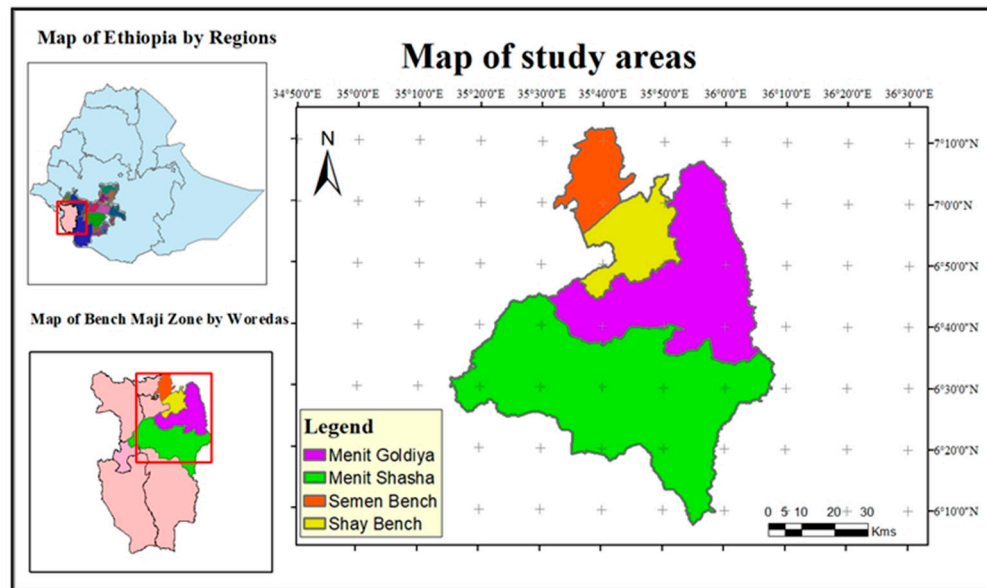 Map of Ethiopia by Regions
Map of study areas
34°50'0"E 35°0'0"E 35°10'0"E 35°20'0"E 35°30'0"E 35°40'0"E 35°50'0"E 36°0'0"E 36°10'0"E 36°20'0"E 36°30'0"E
N
7°10'0"N
7°0'0"N
6°50'0"N
6°40'0"N
6°30'0"N
6°20'0"N
6°10'0"N
Map of Bench Maji Zone by Woredas
Legend
Menit Goldiya
Menit Shasha
Semen Bench
Shay Bench
0 5 10 20 30
Kms